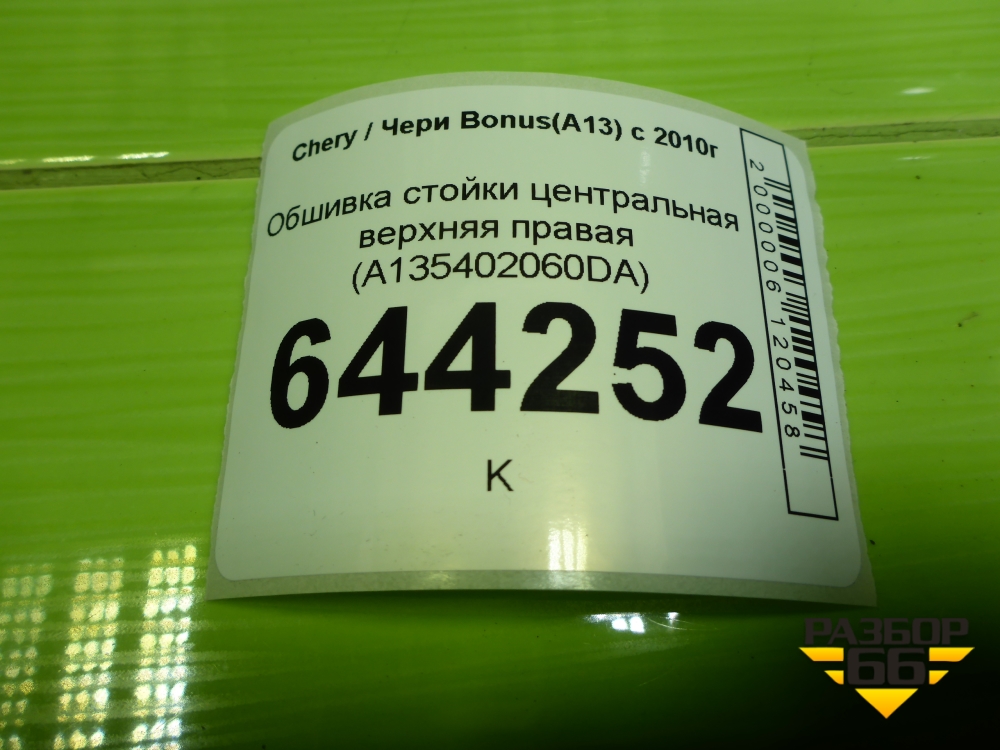 Chery / Чери Bonus(A13) с 2010г
Обшивка стойки центральная
верхняя правая
(A135402060DA)
644252
К
2000006120458
РАЗБОР
66